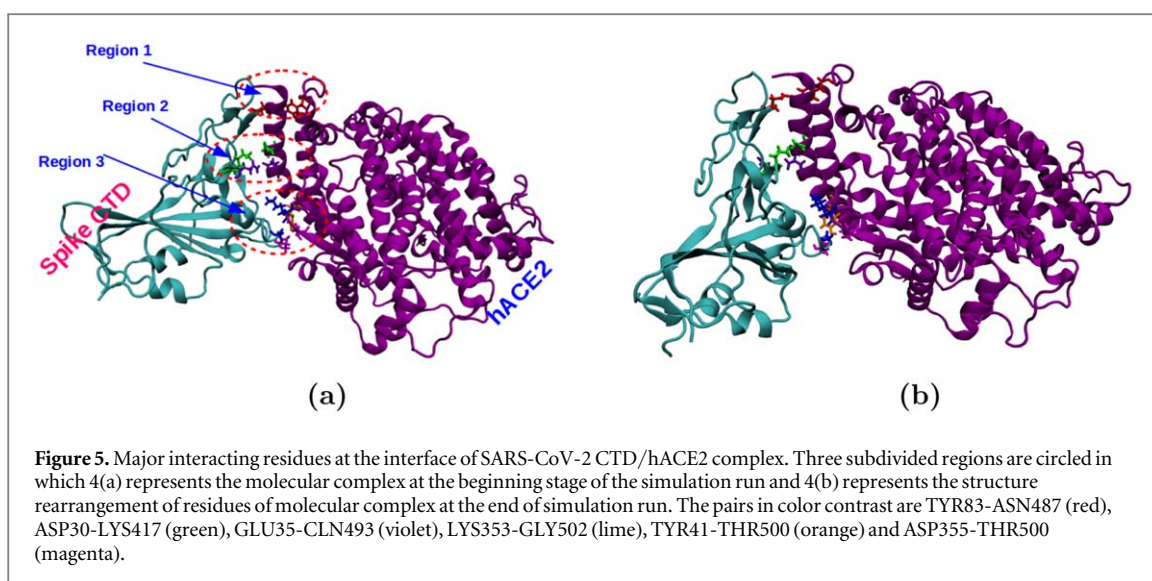 Region 1
Region 2
Region 3
Spike CTD
hACE2
(a)
(b)
Figure 5. Major interacting residues at the interface of SARS-CoV-2 CTD/hACE2 complex. Three subdivided regions are circled in
which 4(a) represents the molecular complex at the beginning stage of the simulation run and 4(b) represents the structure
rearrangement of residues of molecular complex at the end of simulation run. The pairs in color contrast are TYR83-ASN487 (red),
ASP30-LYS417 (green), GLU35-CLN493 (violet), LYS353-GLY502 (lime), TYR41-THR500 (orange) and ASP355-THR500
(magenta).